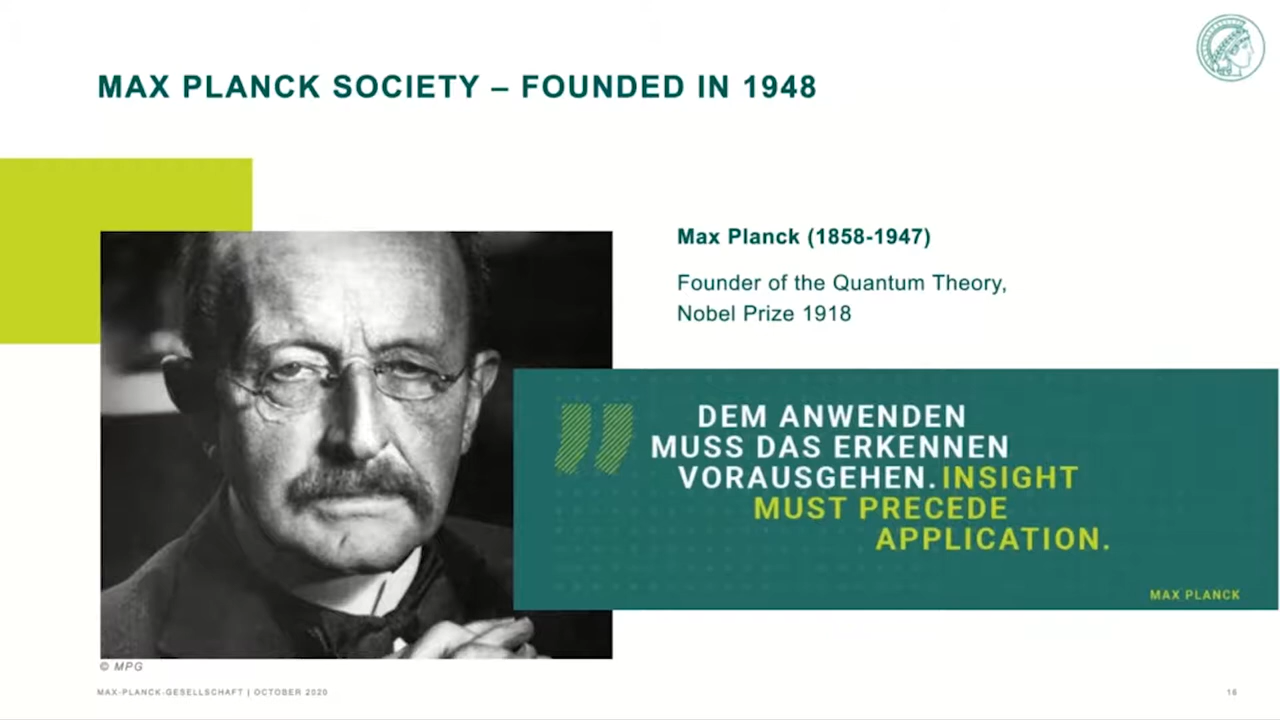 MAX PLANCK SOCIETY – FOUNDED IN 1948
Max Planck (1858-1947)
Founder of the Quantum Theory,
Nobel Prize 1918
DEM ANWENDEN
MUSS DAS ERKENNEN
VORAUSGEHEN. INSIGHT
MUST PRECEDE
APPLICATION.
MAX PLANCK
© MPG
MAX-PLANCK-GESELLSCHAFT | OCTOBER 2020
16